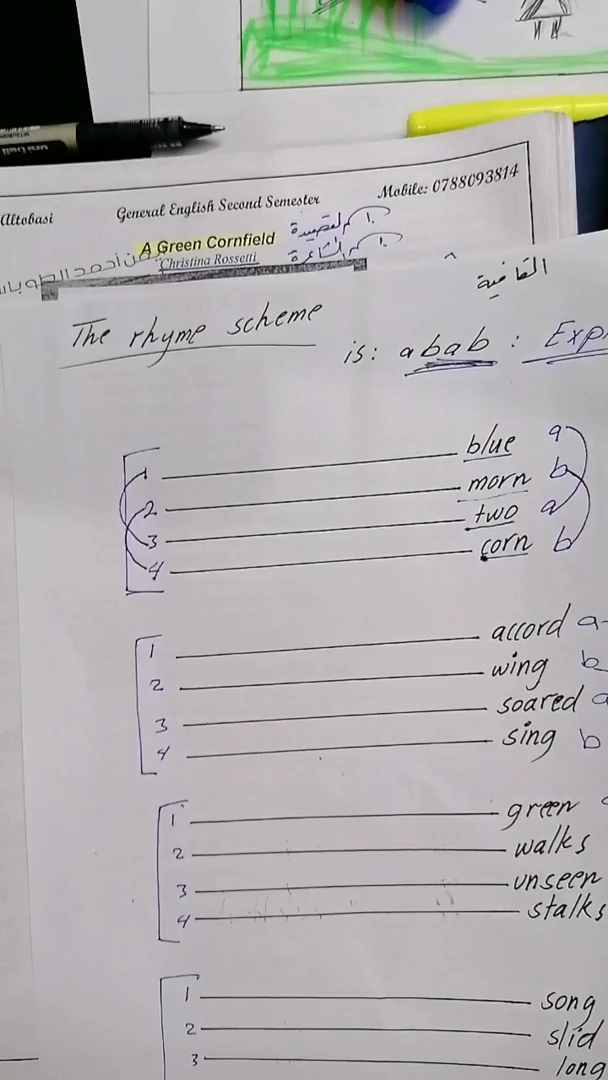 Altobasi General English Second Semester Mobile: 0788093814
A Green Cornfield
Christina Rossetti
القافية
The rhyme scheme is: abab : Exp
1 blue a
2 morn b
3 two a
4 corn b
1 accord a
2 wing b
3 soared a
4 sing b
1 green
2 walks
3 unseen
4 stalks
1 song
2 slid
3 long